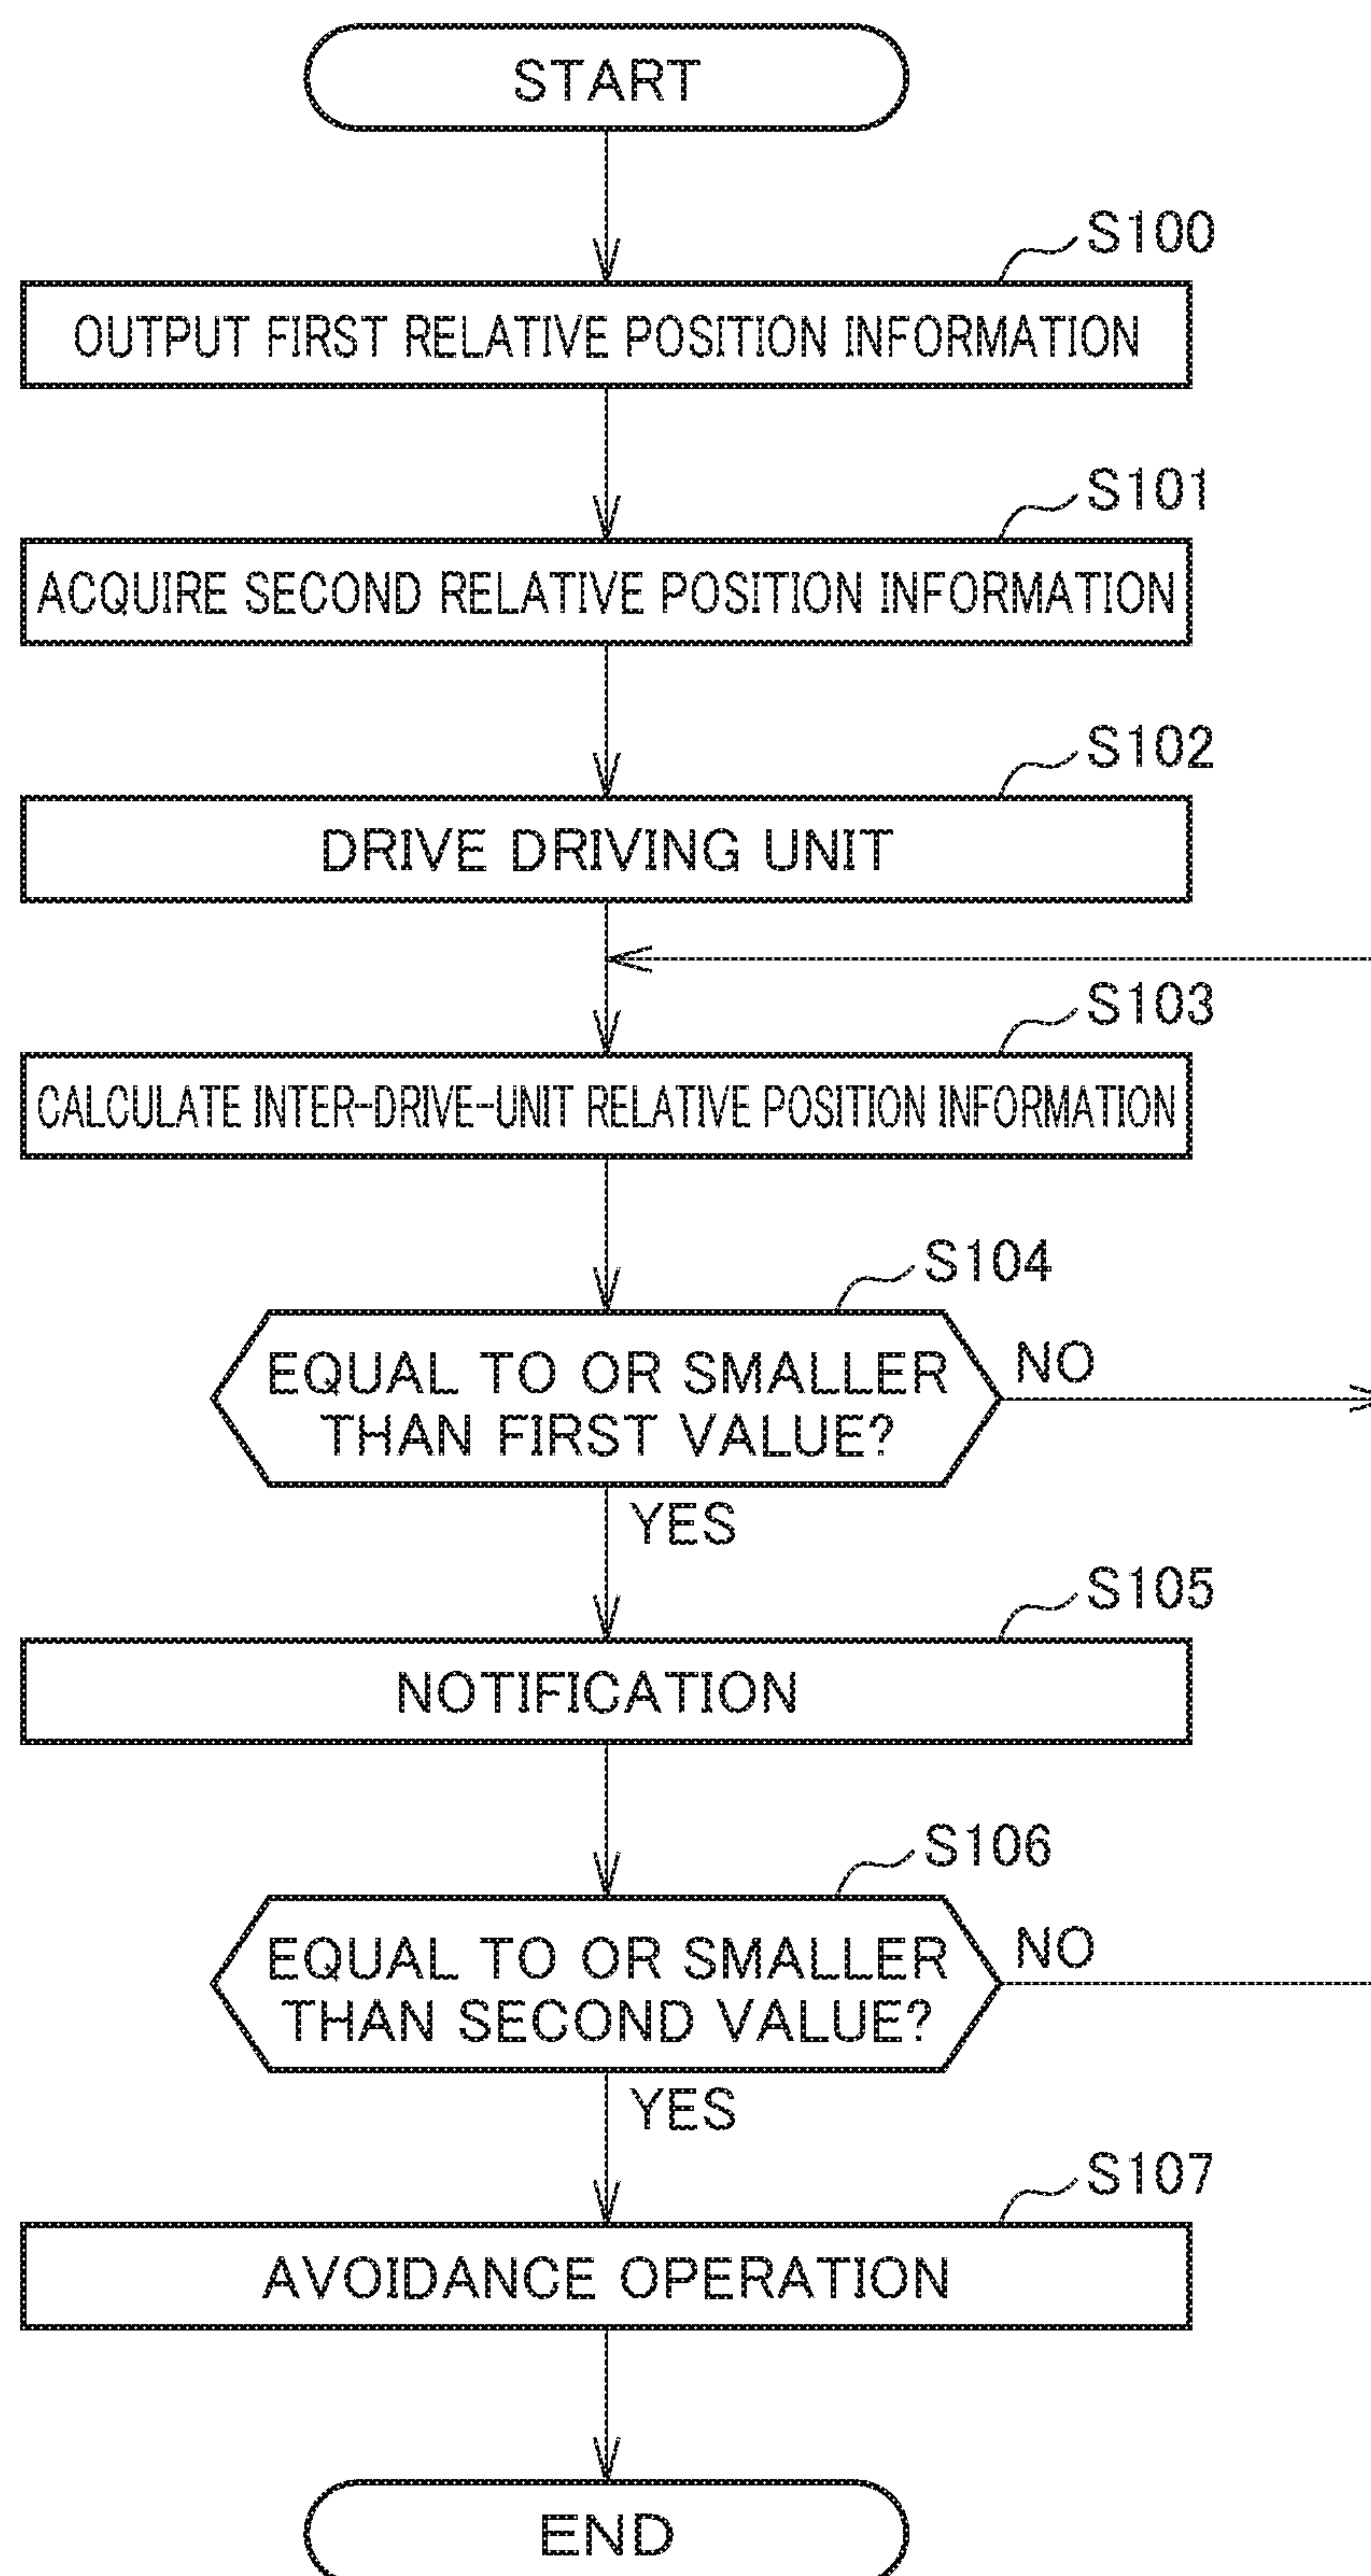 START
S100
OUTPUT FIRST RELATIVE POSITION INFORMATION
S101
ACQUIRE SECOND RELATIVE POSITION INFORMATION
S102
DRIVE DRIVING UNIT
S103
CALCULATE INTER-DRIVE-UNIT RELATIVE POSITION INFORMATION
S104
EQUAL TO OR SMALLER
THAN FIRST VALUE?
NO
YES
S105
NOTIFICATION
S106
EQUAL TO OR SMALLER
THAN SECOND VALUE?
NO
YES
S107
AVOIDANCE OPERATION
END